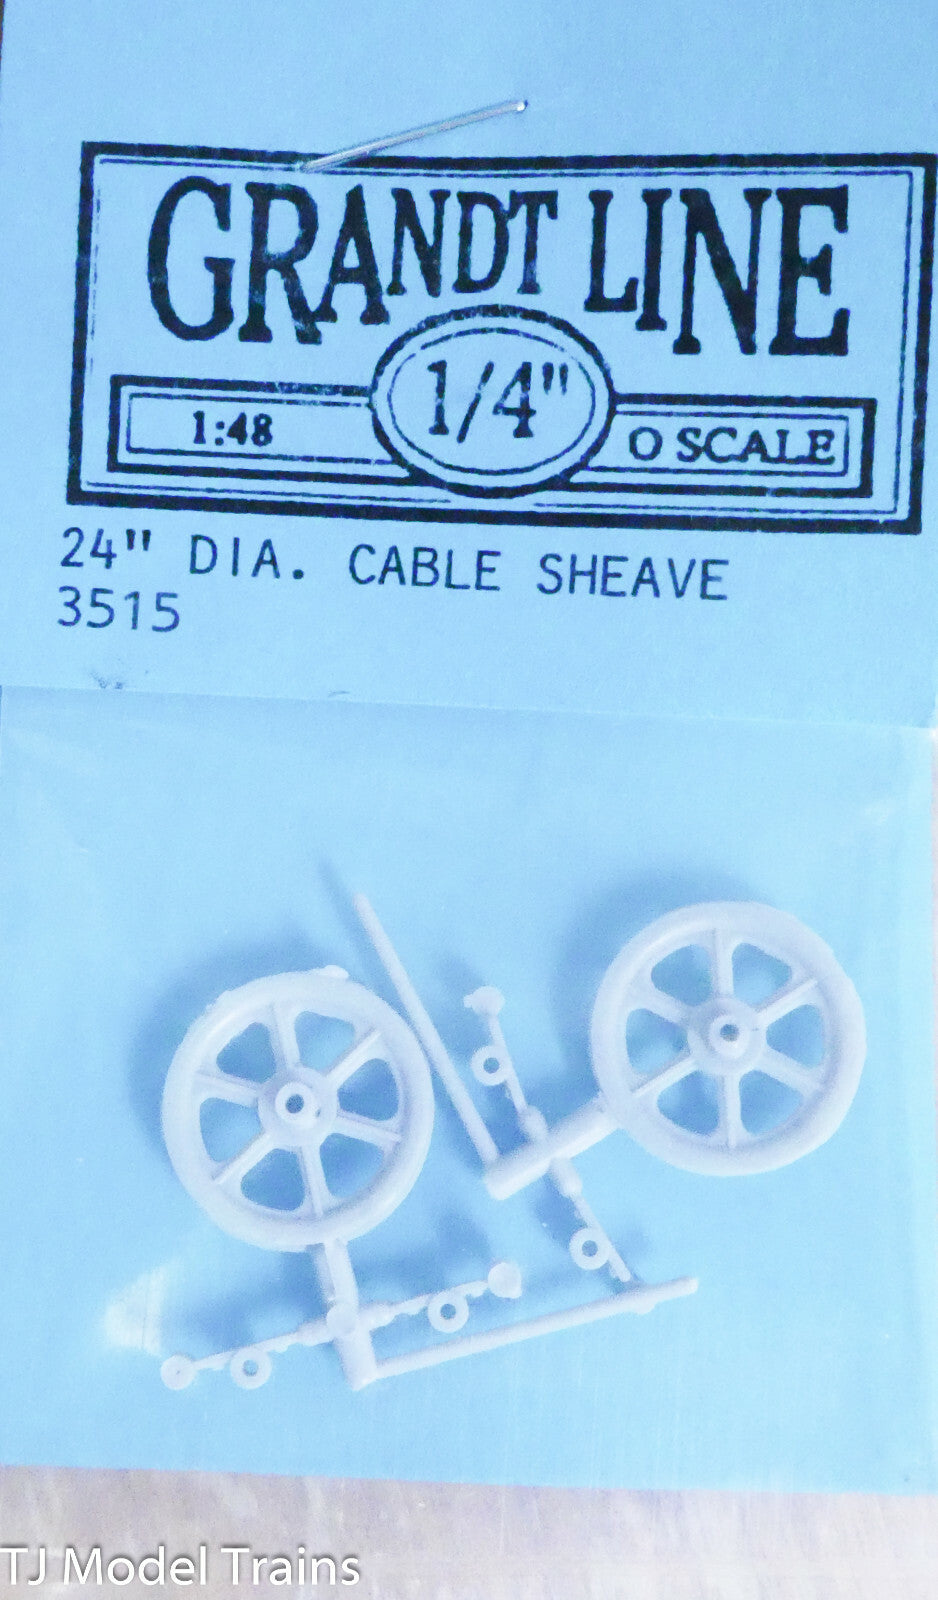 GRANDT LINE
1/4"
1:48
O SCALE
24" DIA. CABLE SHEAVE
3515
TJ Model Trains